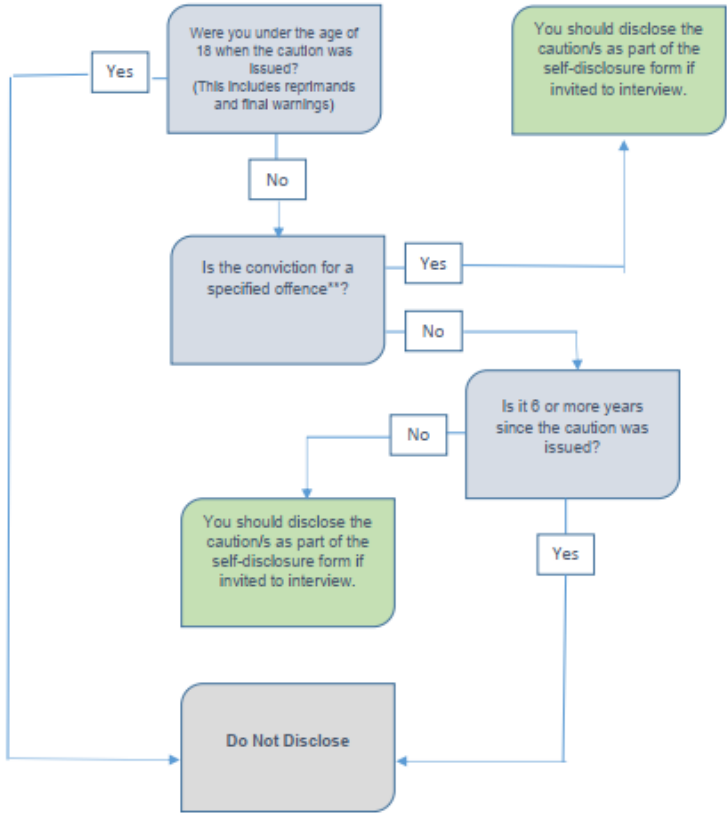 Were you under the age of
18 when the caution was
issued?
(This includes reprimands
and final warnings)
You should disclose the
caution/s as part of the
self-disclosure form if
invited to interview.
Yes
No
Is the conviction for a
specified offence**?
Yes
No
Is it 6 or more years
since the caution was
issued?
No
You should disclose the
caution/s as part of the
self-disclosure form if
invited to interview.
Yes
Do Not Disclose